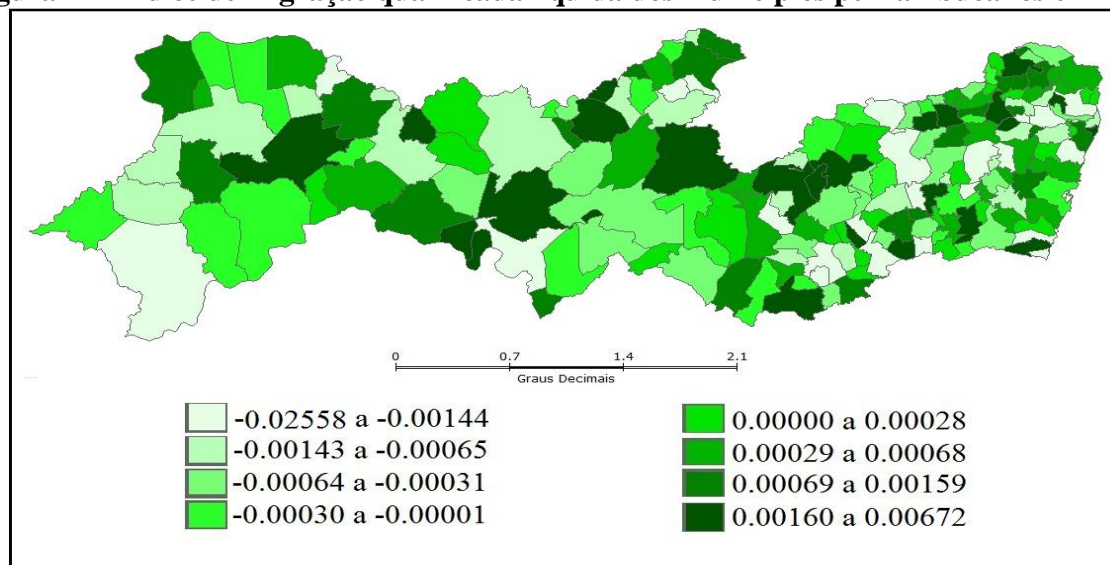 0 0.7 1.4 2.1
Graus Decimais
-0.02558 a -0.00144
-0.00143 a -0.00065
-0.00064 a -0.00031
-0.00030 a -0.00001
0.00000 a 0.00028
0.00029 a 0.00068
0.00069 a 0.00159
0.00160 a 0.00672